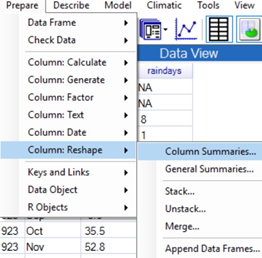 Prepare Describe Model Climatic Tools View
Data Frame
Check Data
Column: Calculate
Column: Generate
Column: Factor
Column: Text
Column: Date
Column: Reshape
Keys and Links
Data Object
R Objects
Data View
raindays
NA
NA
8
1
Column Summaries...
General Summaries...
Stack...
Unstack...
Merge...
Append Data Frames...
923 Oct 35.5
923 Nov 52.8